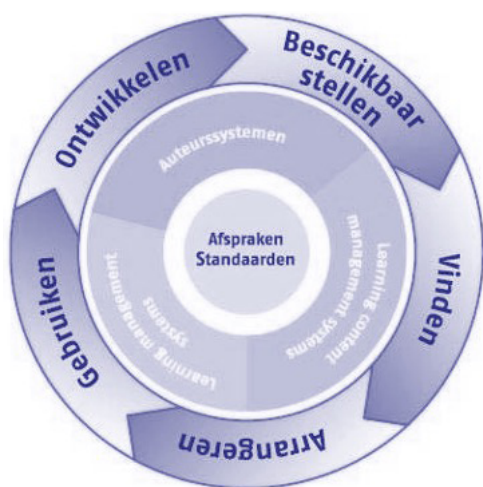 Ontwikkelen
Beschikbaar
stellen
Vinden
Arrangeren
Gebruiken
Auteurssystemen
Learning content
management systems
Learning management
systems
Afspraken
Standaarden